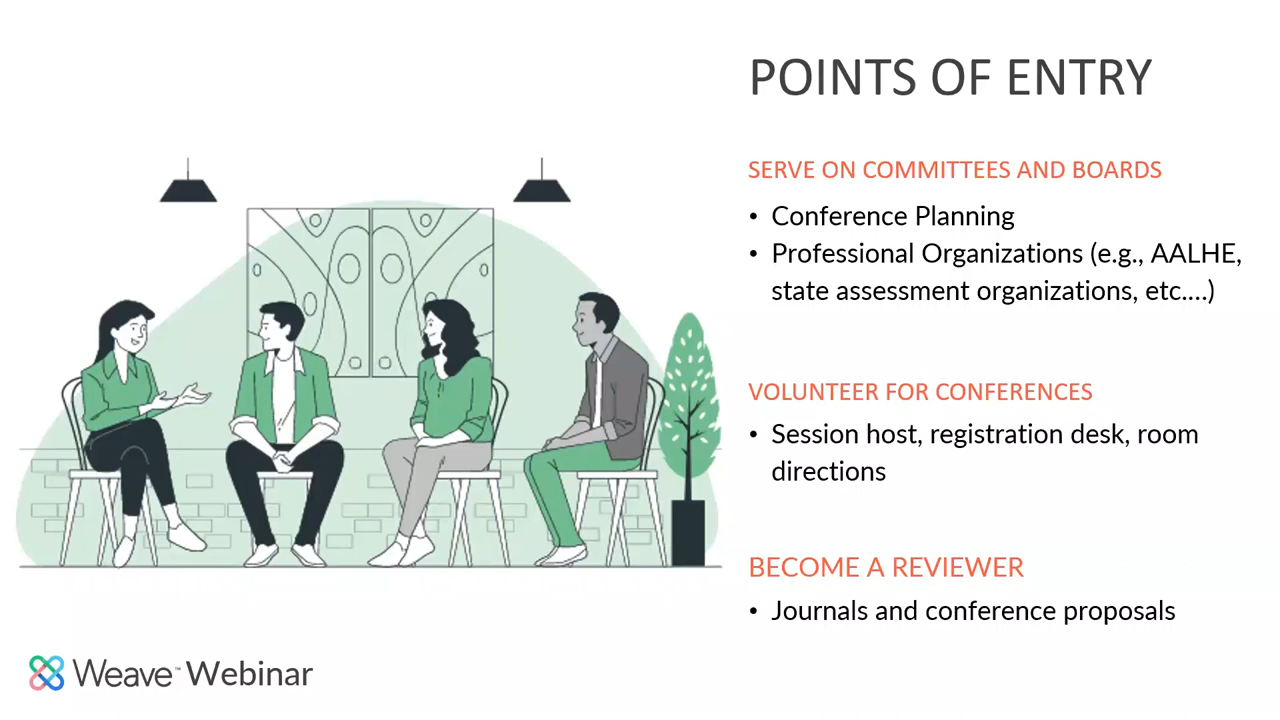 POINTS OF ENTRY
SERVE ON COMMITTEES AND BOARDS
• Conference Planning
• Professional Organizations (e.g., AALHE,
state assessment organizations, etc....)
VOLUNTEER FOR CONFERENCES
• Session host, registration desk, room
directions
BECOME A REVIEWER
• Journals and conference proposals
Weave™ Webinar